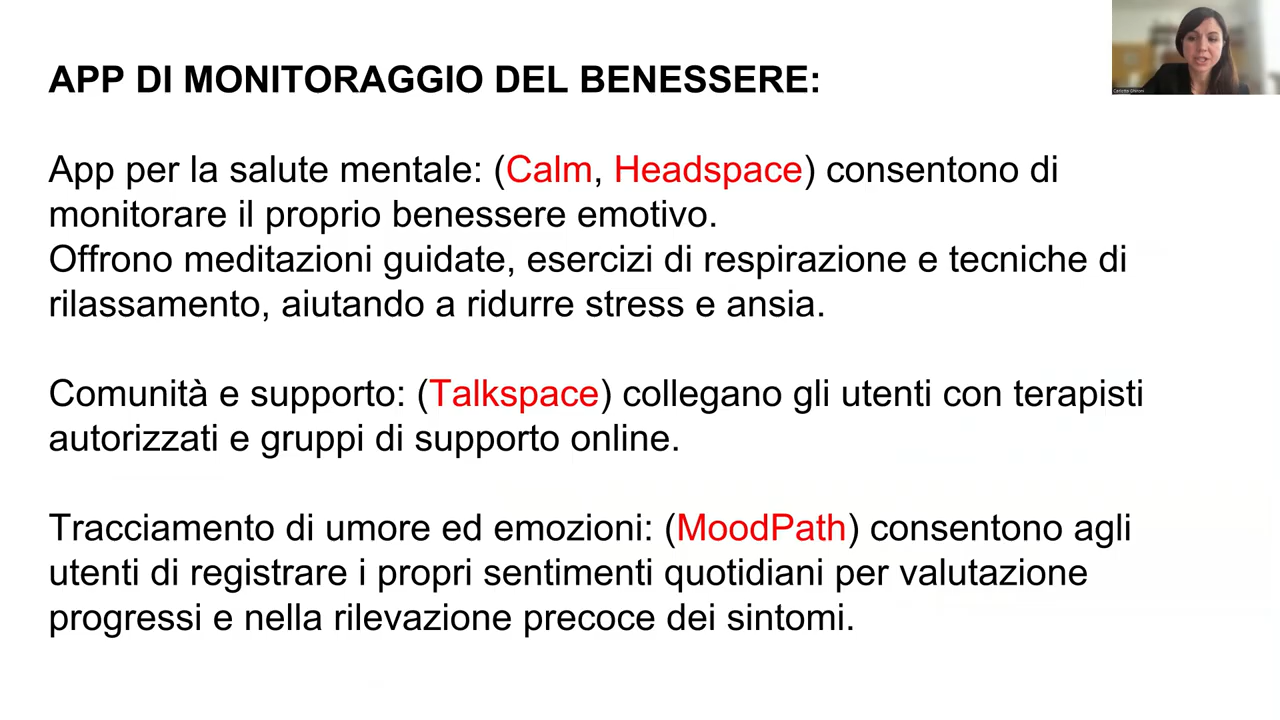 APP DI MONITORAGGIO DEL BENESSERE:
App per la salute mentale: (Calm, Headspace) consentono di
monitorare il proprio benessere emotivo.
Offrono meditazioni guidate, esercizi di respirazione e tecniche di
rilassamento, aiutando a ridurre stress e ansia.
Comunità e supporto: (Talkspace) collegano gli utenti con terapisti
autorizzati e gruppi di supporto online.
Tracciamento di umore ed emozioni: (MoodPath) consentono agli
utenti di registrare i propri sentimenti quotidiani per valutazione
progressi e nella rilevazione precoce dei sintomi.